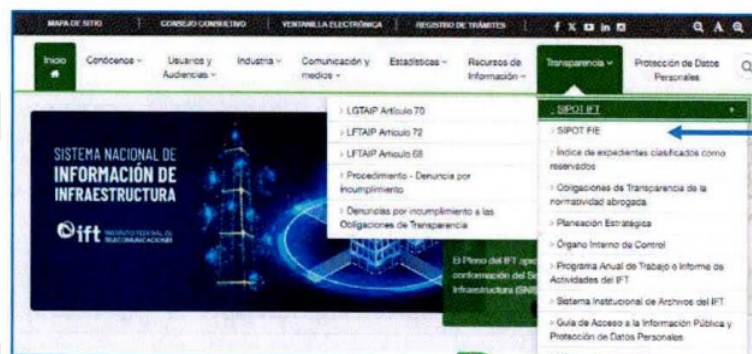 MAPA DE SITIO
CONSEJO CONSULTIVO
VENTANILLA ELECTRÓNICA
REGISTRO DE TRÁMITES
Inicio
Conócenos
Usuarios y
Audiencias
Industria
Comunicación y
medios
Estadísticas
Recursos de
Información
Transparencia
Protección de Datos
Personales
> LGTAIP Artículo 70
> LFTAIP Artículo 72
> LFTAIP Artículo 68
> Procedimiento - Denuncia por
incumplimiento
> Denuncias por incumplimiento a las
Obligaciones de Transparencia
SIPOT IFT
> SIPOT FIE
> Índice de expedientes clasificados como
reservados
> Obligaciones de Transparencia de la
normatividad abrogada
> Planeación Estratégica
> Órgano Interno de Control
> Programa Anual de Trabajo e Informe de
Actividades del IFT
> Sistema Institucional de Archivos del IFT
> Guía de Acceso a la Información Pública y
Protección de Datos Personales
SISTEMA NACIONAL DE
INFORMACIÓN DE
INFRAESTRUCTURA
ift INSTITUTO FEDERAL DE
TELECOMUNICACIONES
El Pleno del IFT
conformación del
Infraestructura (SNII